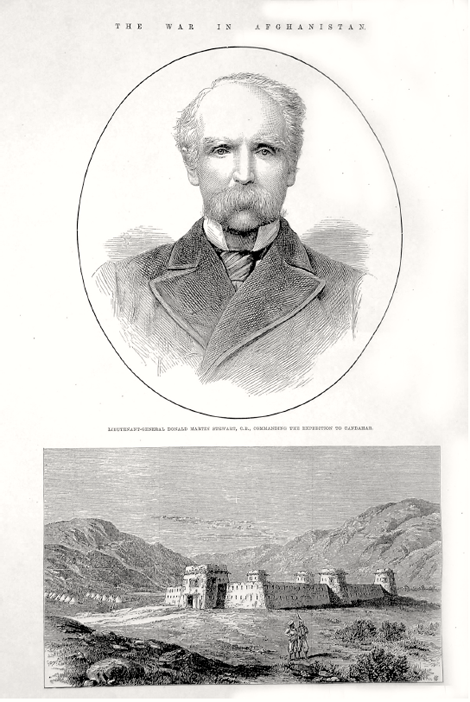 THE WAR IN AFGHANISTAN.
LIEUTENANT-GENERAL DONALD MARTIN STEWART, C.B., COMMANDING THE EXPEDITION TO CANDAHAR.